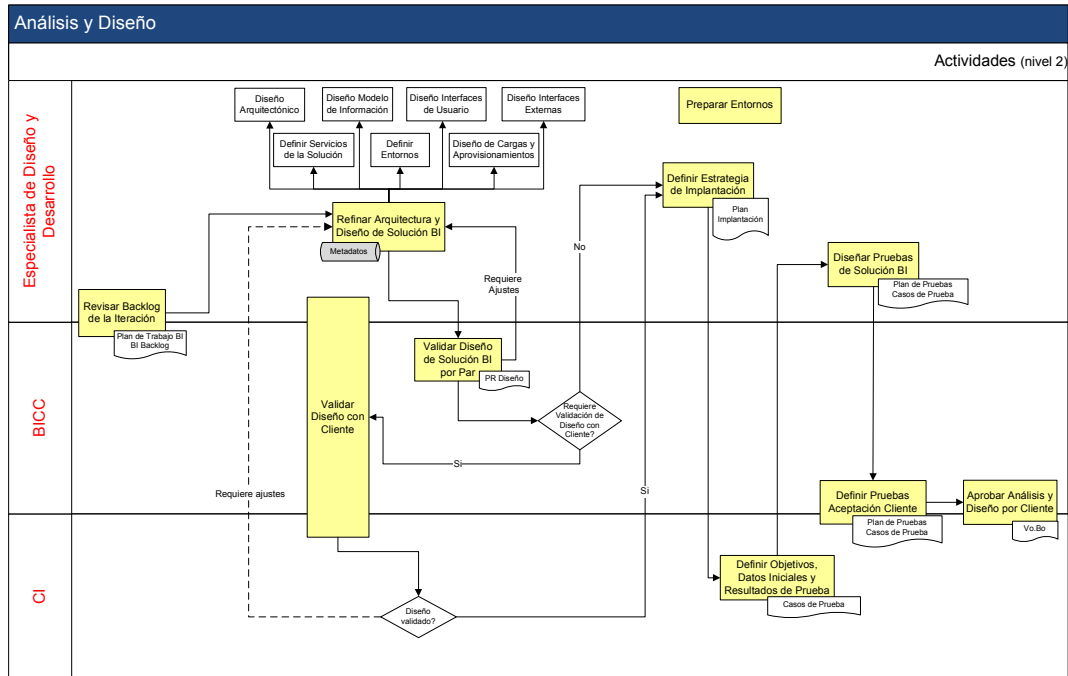 Análisis y Diseño
Actividades (nivel 2)
Especialista de Diseño y
Desarrollo
Diseño
Arquitectónico
Diseño Modelo
de Información
Diseño Interfaces
de Usuario
Diseño Interfaces
Externas
Preparar Entornos
Definir Servicios
de la Solución
Definir
Entornos
Diseño de Cargas y
Aprovisionamientos
Definir Estrategia
de Implantación
Plan
Implantación
Refinar Arquitectura y
Diseño de Solución BI
Metadatos
No
Requiere
Ajustes
Diseñar Pruebas
de Solución BI
Plan de Pruebas
Casos de Prueba
Revisar Backlog
de la Iteración
Plan de Trabajo BI
BI Backlog
BICC
Validar
Diseño con
Cliente
Validar Diseño
de Solución BI
por Par
PR Diseño
Requiere
Validación de
Diseño con
Cliente?
Si
Requiere ajustes
Si
Definir Pruebas
Aceptación Cliente
Plan de Pruebas
Casos de Prueba
Aprobar Análisis y
Diseño por Cliente
Vo.Bo
CI
Definir Objetivos,
Datos Iniciales y
Resultados de Prueba
Casos de Prueba
Diseño
validado?